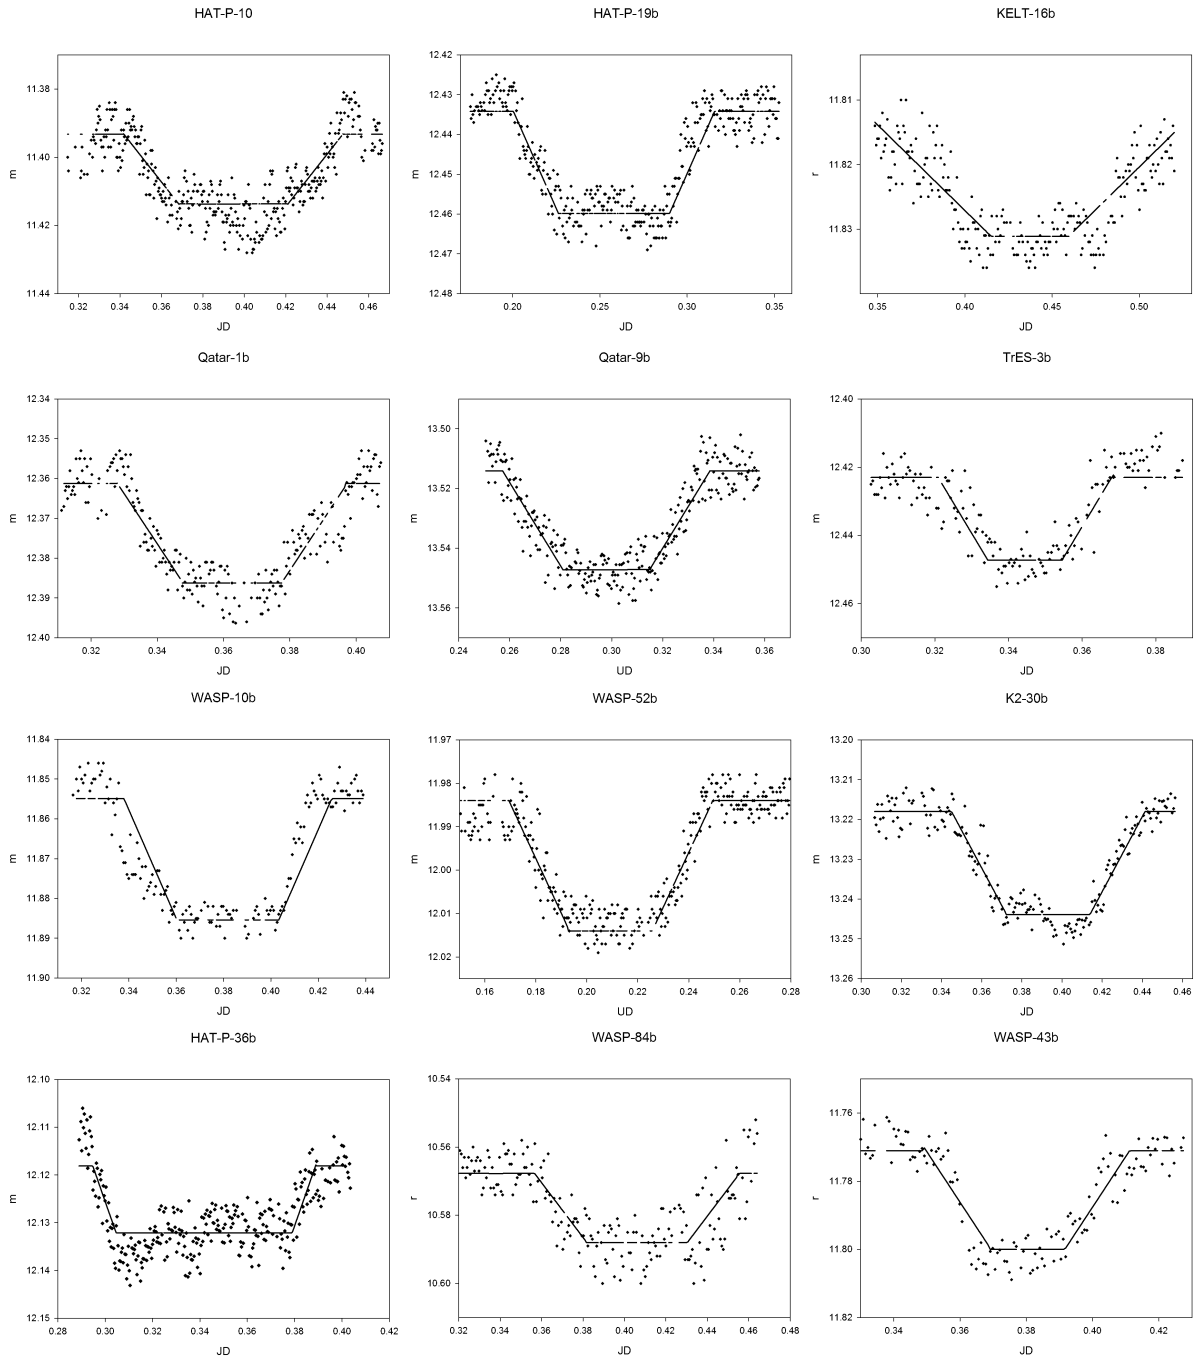 HAT-P-10 HAT-P-19b KELT-16b
11.38
11.40
11.42
11.44
m
0.32 0.34 0.36 0.38 0.40 0.42 0.44 0.46
JD
12.42
12.43
12.44
12.45
12.46
12.47
12.48
m
0.20 0.25 0.30 0.35
JD
11.81
11.82
11.83
r
0.35 0.40 0.45 0.50
JD
Qatar-1b Qatar-9b TrES-3b
12.34
12.35
12.36
12.37
12.38
12.39
12.40
m
0.32 0.34 0.36 0.38 0.40
JD
13.50
13.52
13.54
13.56
m
0.24 0.26 0.28 0.30 0.32 0.34 0.36
UD
12.40
12.42
12.44
12.46
m
0.30 0.32 0.34 0.36 0.38
JD
WASP-10b WASP-52b K2-30b
11.84
11.85
11.86
11.87
11.88
11.89
11.90
m
0.32 0.34 0.36 0.38 0.40 0.42 0.44
JD
11.97
11.98
11.99
12.00
12.01
12.02
m
0.16 0.18 0.20 0.22 0.24 0.26 0.28
UD
13.20
13.21
13.22
13.23
13.24
13.25
13.26
m
0.30 0.32 0.34 0.36 0.38 0.40 0.42 0.44 0.46
JD
HAT-P-36b WASP-84b WASP-43b
12.10
12.11
12.12
12.13
12.14
12.15
m
0.28 0.30 0.32 0.34 0.36 0.38 0.40 0.42
JD
10.54
10.56
10.58
10.60
r
0.32 0.34 0.36 0.38 0.40 0.42 0.44 0.46 0.48
JD
11.76
11.78
11.80
11.82
r
0.34 0.36 0.38 0.40 0.42
JD